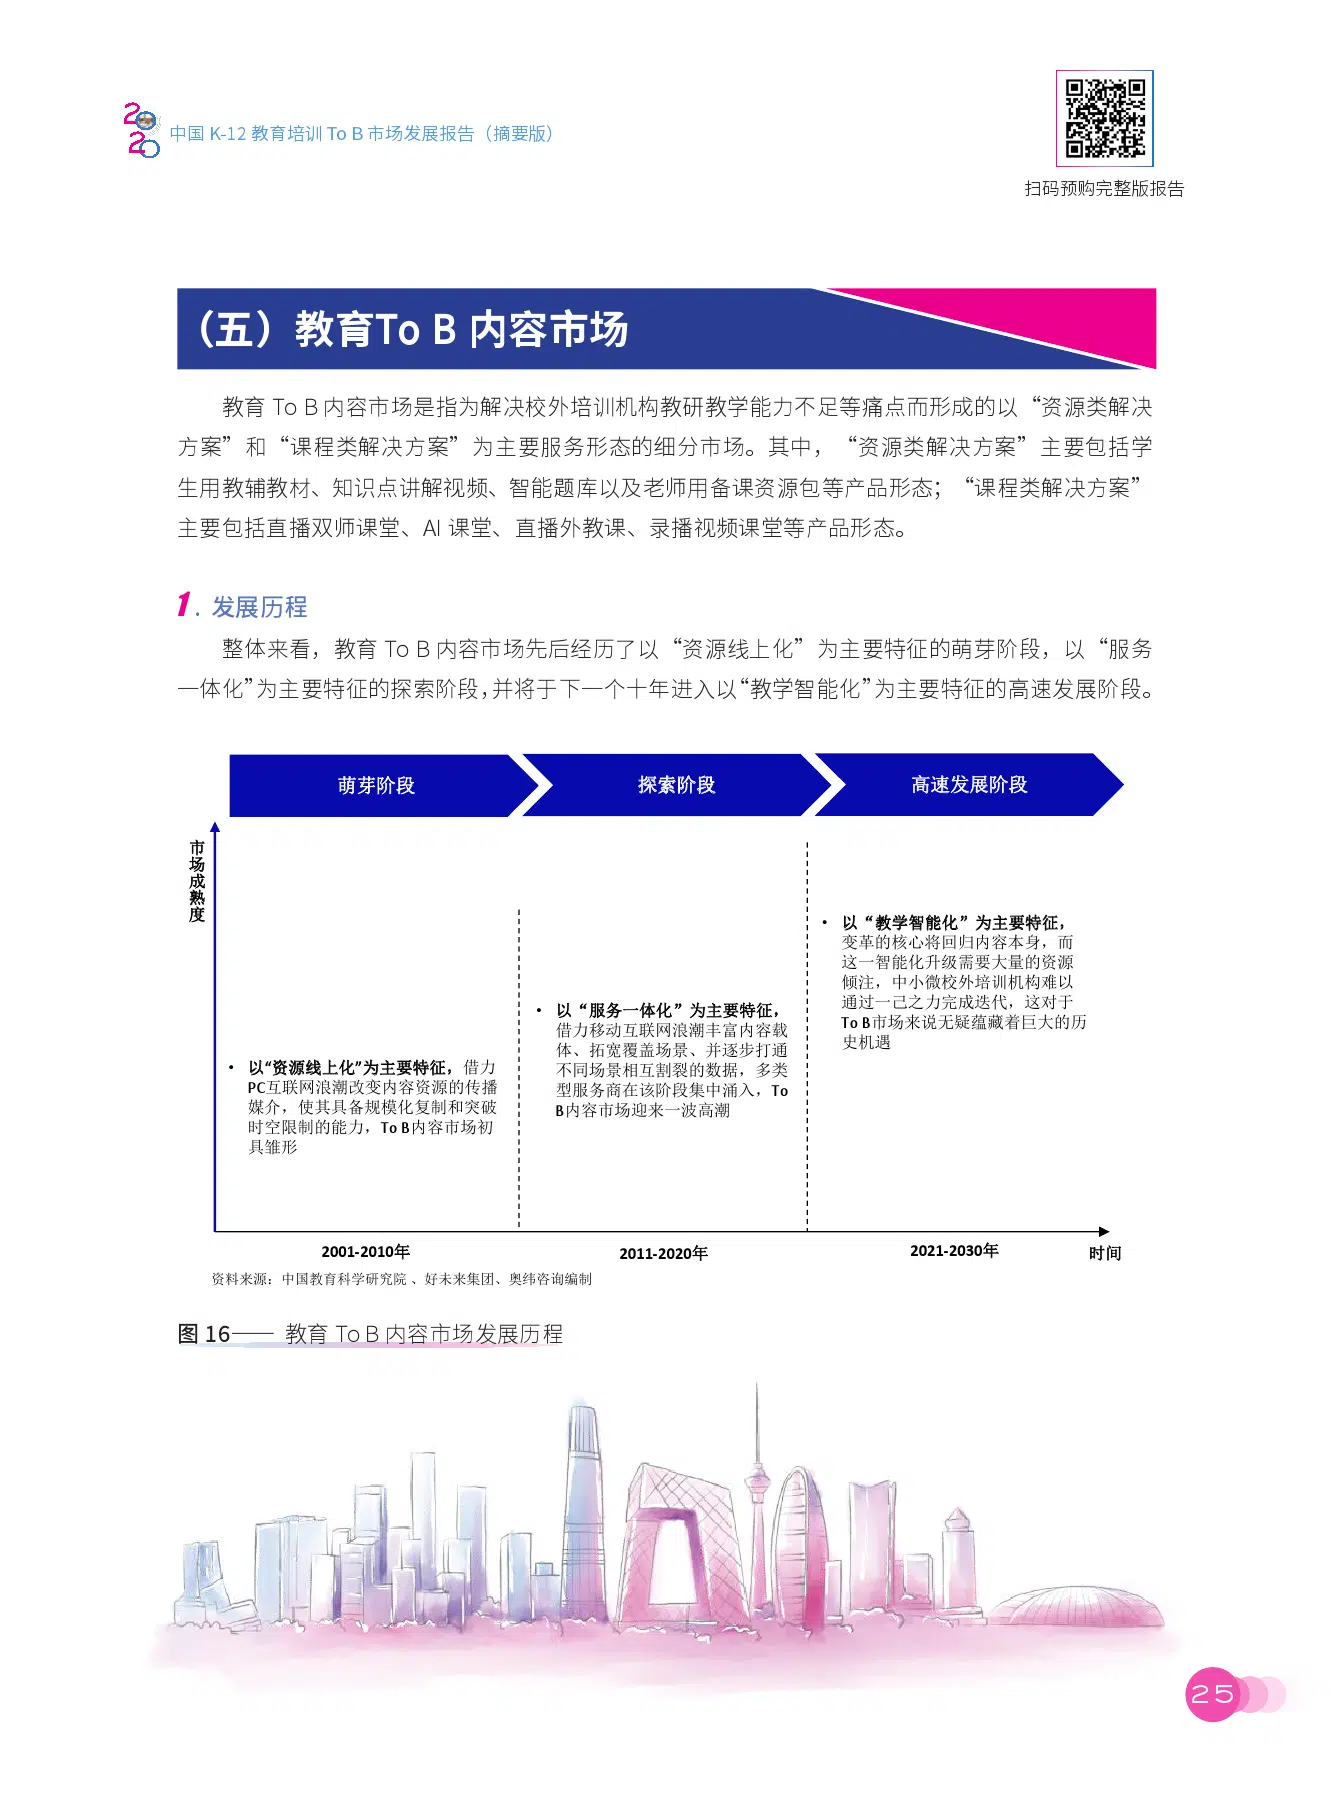 2020
中国 K-12 教育培训 To B 市场发展报告（摘要版）
扫码预购完整版报告
（五）教育To B 内容市场
教育 To B 内容市场是指为解决校外培训机构教研教学能力不足等痛点而形成的以“资源类解决
方案”和“课程类解决方案”为主要服务形态的细分市场。其中，“资源类解决方案”主要包括学
生用教辅教材、知识点讲解视频、智能题库以及老师用备课资源包等产品形态；“课程类解决方案”
主要包括直播双师课堂、AI 课堂、直播外教课、录播视频课堂等产品形态。
1. 发展历程
整体来看，教育 To B 内容市场先后经历了以“资源线上化”为主要特征的萌芽阶段，以“服务
一体化”为主要特征的探索阶段，并将于下一个十年进入以“教学智能化”为主要特征的高速发展阶段。
萌芽阶段
探索阶段
高速发展阶段
市场成熟度
• 以“资源线上化”为主要特征，借力
PC互联网浪潮改变内容资源的传播
媒介，使其具备规模化复制和突破
时空限制的能力，To B内容市场初
具雏形
• 以“服务一体化”为主要特征，
借力移动互联网浪潮丰富内容载
体、拓宽覆盖场景、并逐步打通
不同场景相互割裂的数据，多类
型服务商在该阶段集中涌入，To
B内容市场迎来一波高潮
• 以“教学智能化”为主要特征，
变革的核心将回归内容本身，而
这一智能化升级需要大量的资源
倾注，中小微校外培训机构难以
通过一己之力完成迭代，这对于
To B市场来说无疑蕴藏着巨大的历
史机遇
2001-2010年
2011-2020年
2021-2030年
时间
资料来源：中国教育科学研究院 、好未来集团、奥纬咨询编制
图 16—— 教育 To B 内容市场发展历程
25